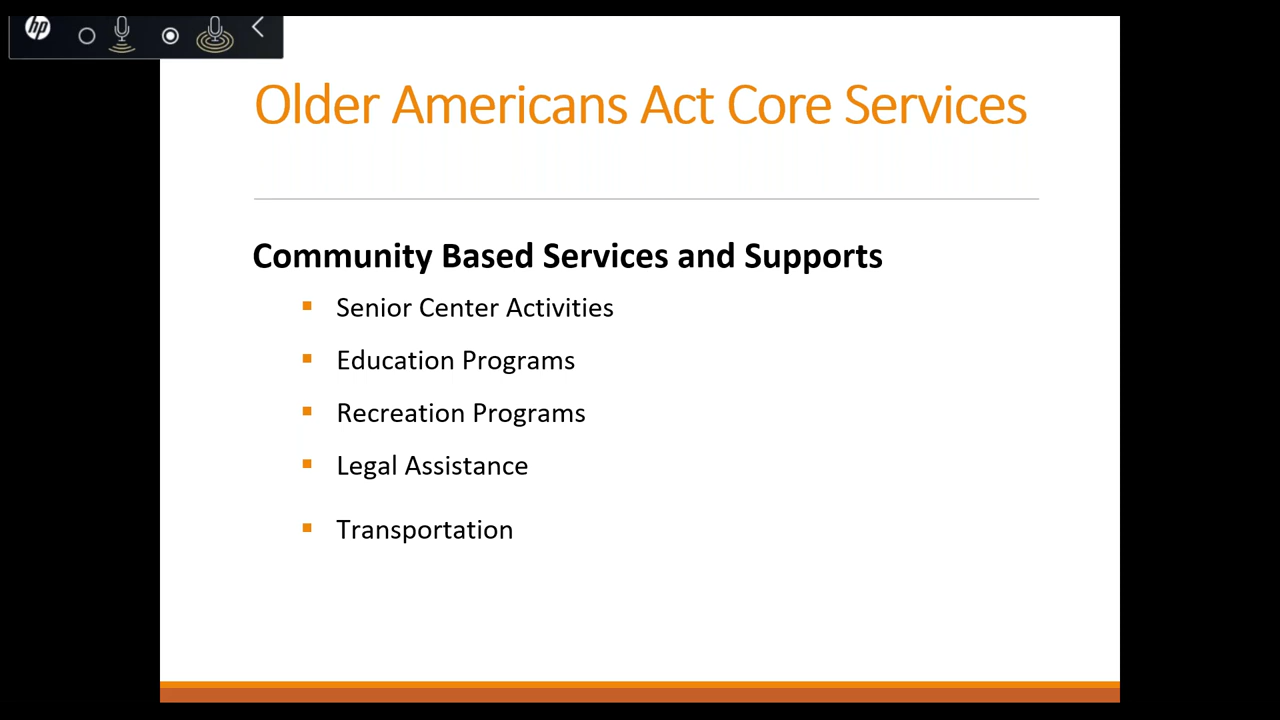 hp
Older Americans Act Core Services
Community Based Services and Supports
Senior Center Activities
Education Programs
Recreation Programs
Legal Assistance
Transportation